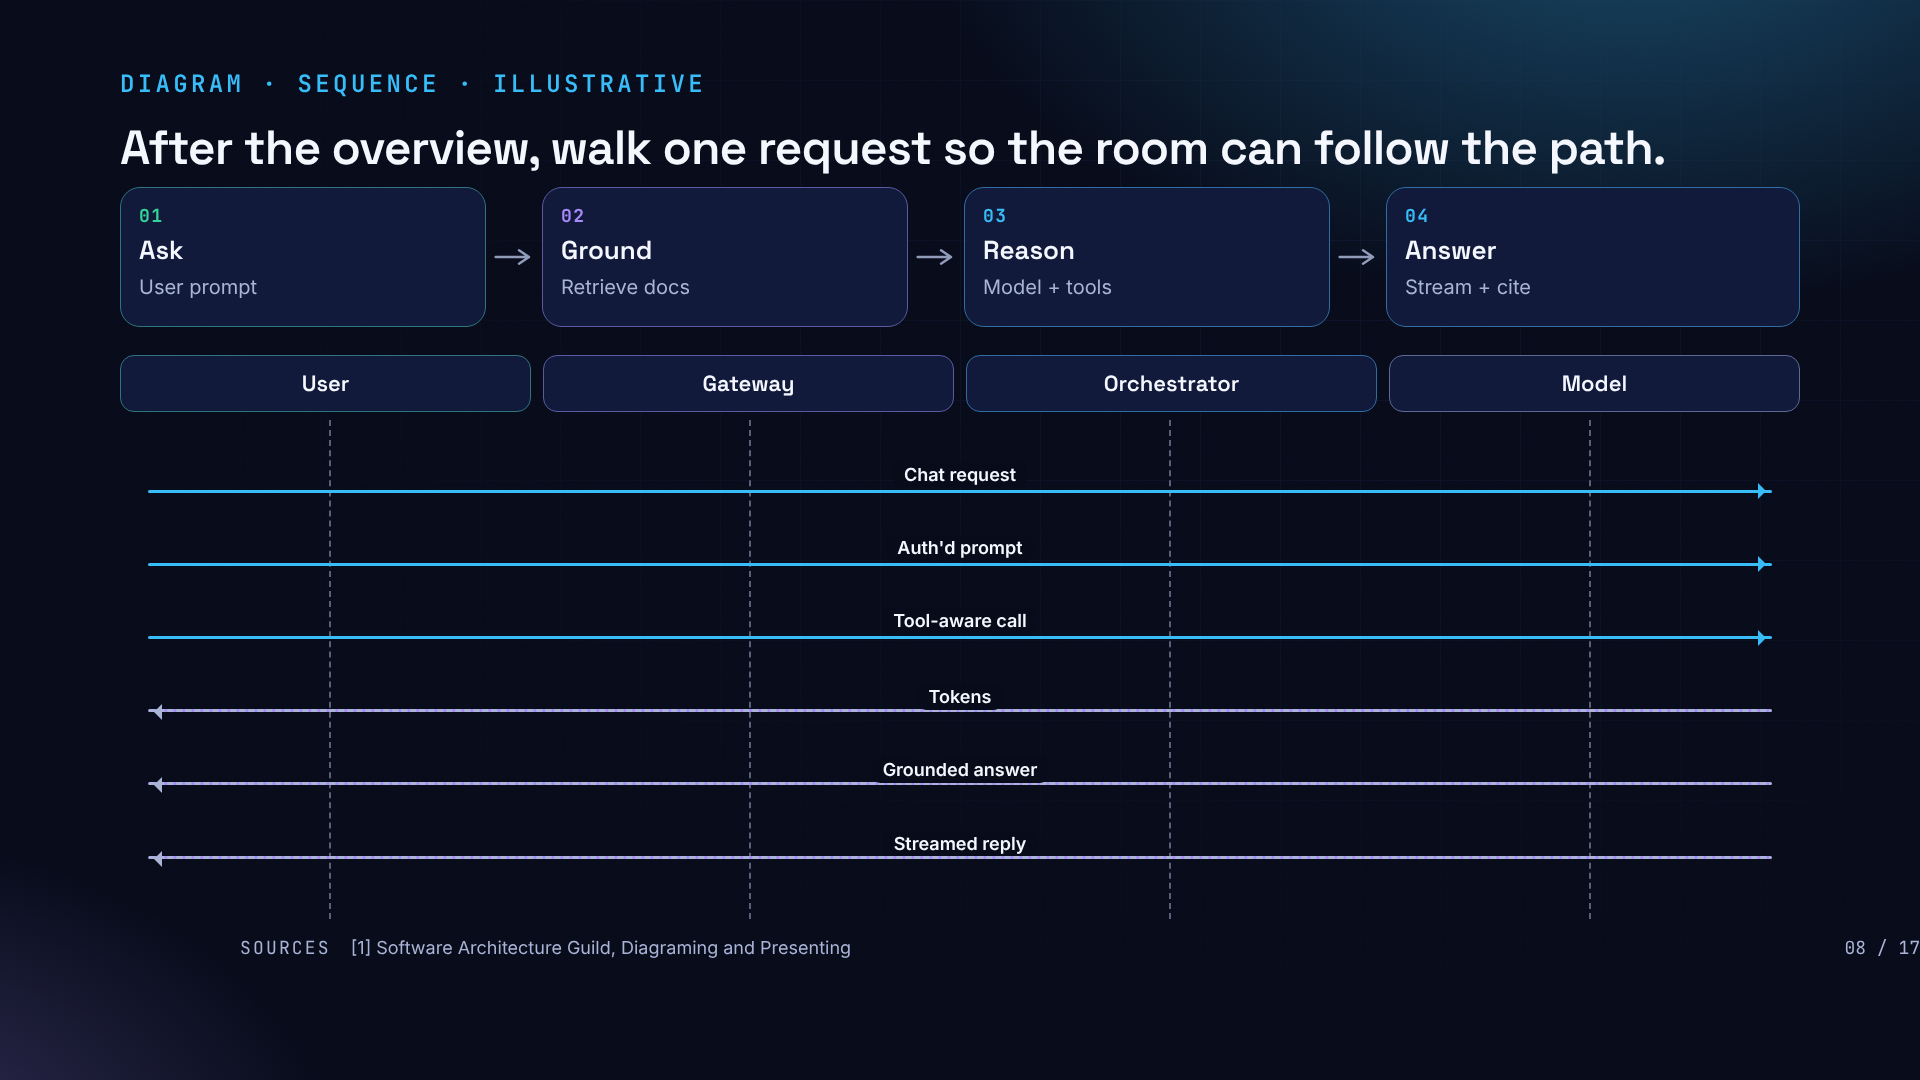 DIAGRAM · SEQUENCE · ILLUSTRATIVE
After the overview, walk one request so the room can follow the path.
01
Ask
User prompt
02
Ground
Retrieve docs
03
Reason
Model + tools
04
Answer
Stream + cite
User
Gateway
Orchestrator
Model
Chat request
Auth'd prompt
Tool-aware call
Tokens
Grounded answer
Streamed reply
SOURCES [1] Software Architecture Guild, Diagraming and Presenting
08 / 17